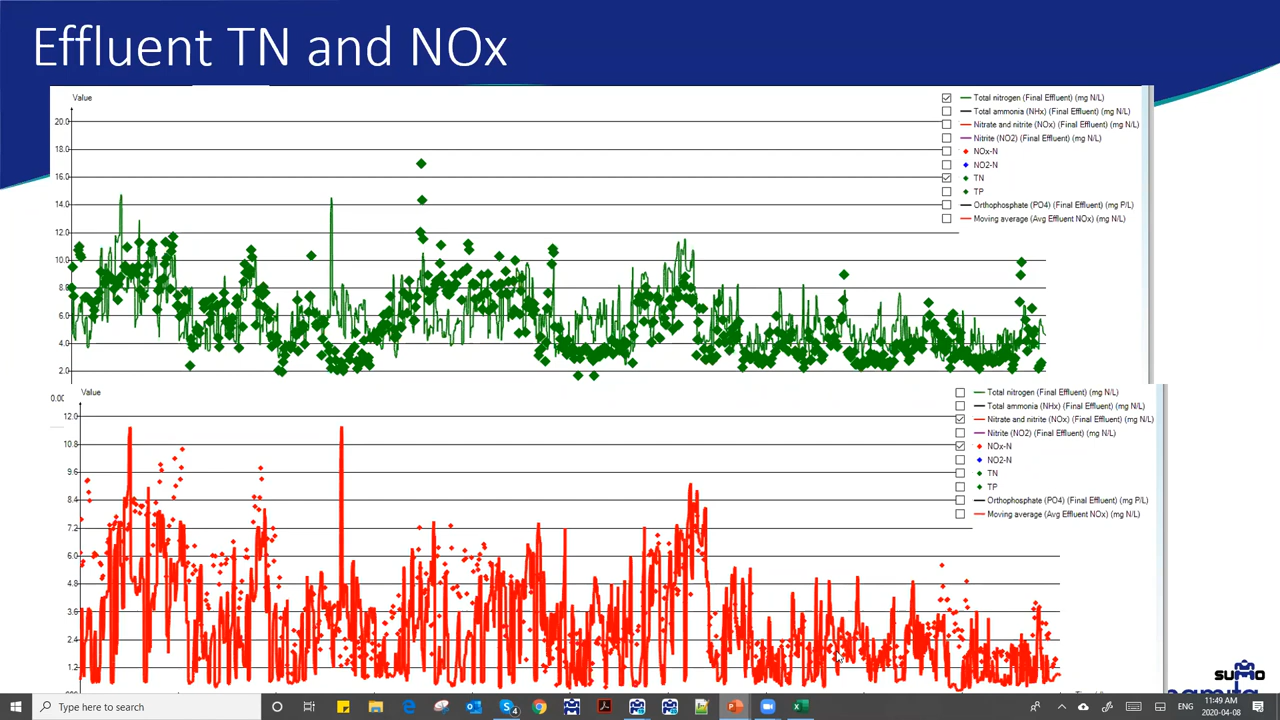 Effluent TN and NOx
Value
20.0
18.0
16.0
14.0
12.0
10.0
8.0
6.0
4.0
2.0
Total nitrogen (Final Effluent) (mg N/L)
Total ammonia (NHx) (Final Effluent) (mg N/L)
Nitrate and nitrite (NOx) (Final Effluent) (mg N/L)
Nitrite (NO2) (Final Effluent) (mg N/L)
NOx-N
NO2-N
TN
TP
Orthophosphate (PO4) (Final Effluent) (mg P/L)
Moving average (Avg Effluent NOx) (mg N/L)
Value
12.0
10.8
9.6
8.4
7.2
6.0
4.8
3.6
2.4
1.2
Total nitrogen (Final Effluent) (mg N/L)
Total ammonia (NHx) (Final Effluent) (mg N/L)
Nitrate and nitrite (NOx) (Final Effluent) (mg N/L)
Nitrite (NO2) (Final Effluent) (mg N/L)
NOx-N
NO2-N
TN
TP
Orthophosphate (PO4) (Final Effluent) (mg P/L)
Moving average (Avg Effluent NOx) (mg N/L)
SUMO
Type here to search
ENG
11:49 AM
2020-04-08